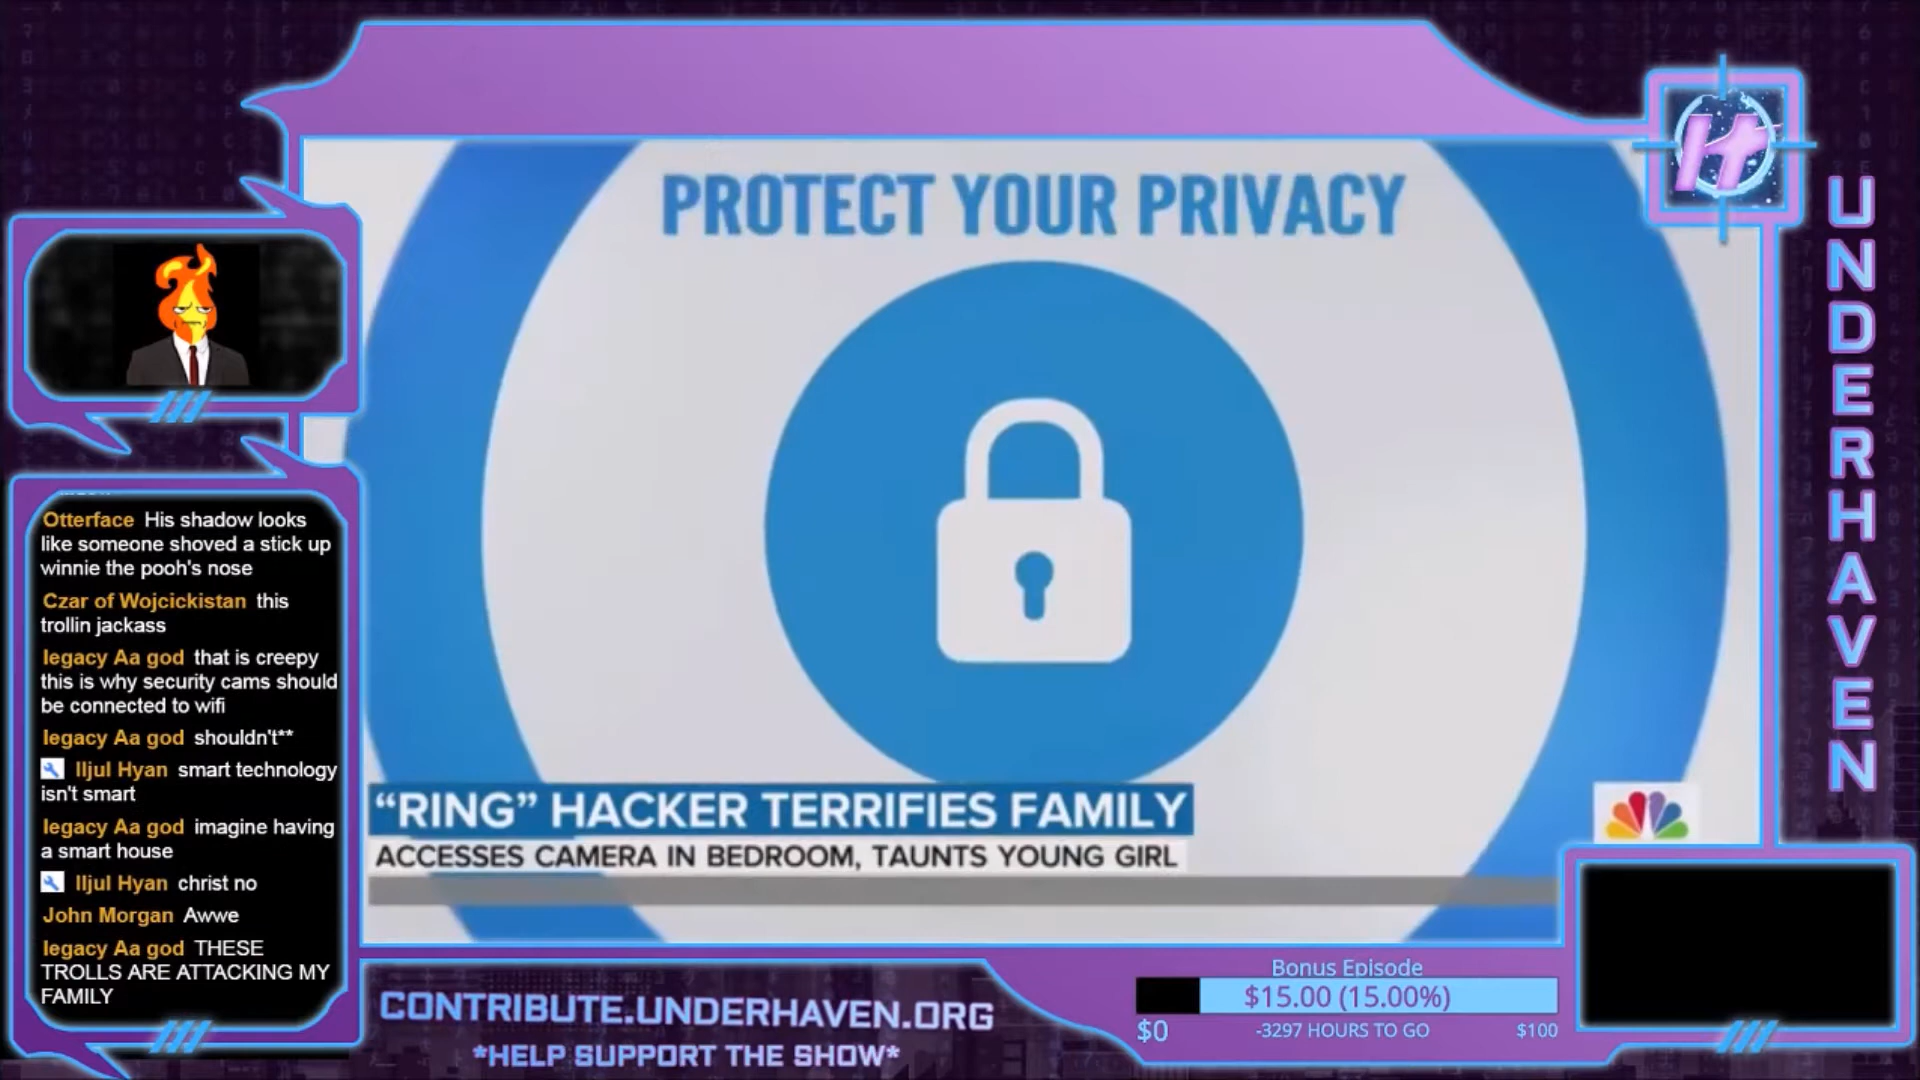 PROTECT YOUR PRIVACY
"RING" HACKER TERRIFIES FAMILY
ACCESSES CAMERA IN BEDROOM, TAUNTS YOUNG GIRL
Otterface His shadow looks
like someone shoved a stick up
winnie the pooh's nose
Czar of Wojcickistan this
trollin jackass
legacy Aa god that is creepy
this is why security cams should
be connected to wifi
legacy Aa god shouldn't**
Iljul Hyan smart technology
isn't smart
legacy Aa god imagine having
a smart house
Iljul Hyan christ no
John Morgan Awwe
legacy Aa god THESE
TROLLS ARE ATTACKING MY
FAMILY
CONTRIBUTE.UNDERHAVEN.ORG
*HELP SUPPORT THE SHOW*
Bonus Episode
$15.00 (15.00%)
$0 -3297 HOURS TO GO $100
UNDERHAVEN